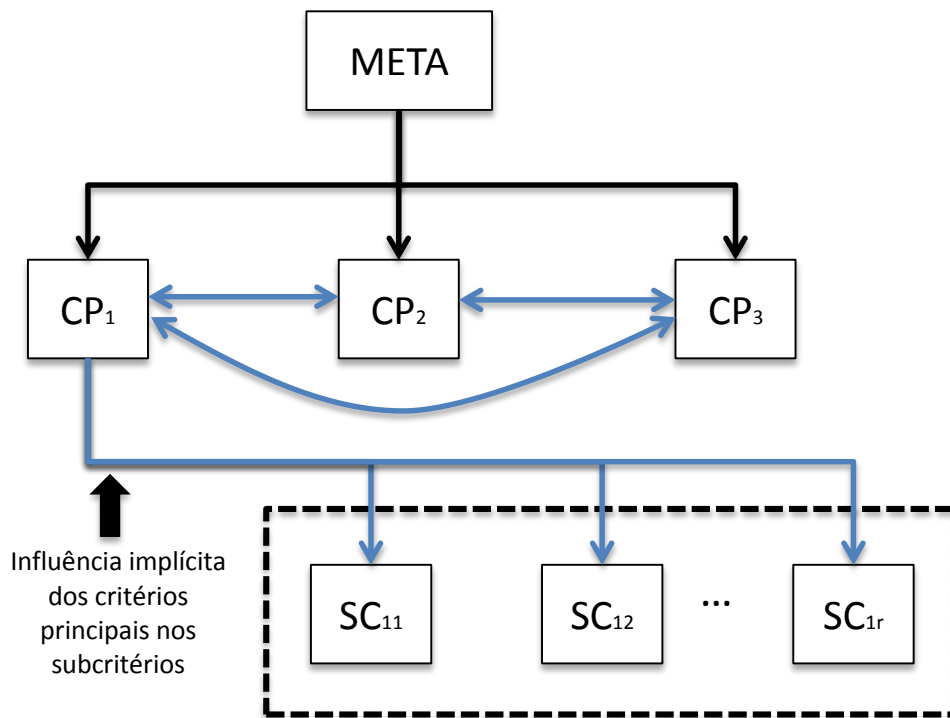 META
CP1
CP2
CP3
Influência implícita
dos critérios
principais nos
subcritérios
SC11
SC12
...
SC1r